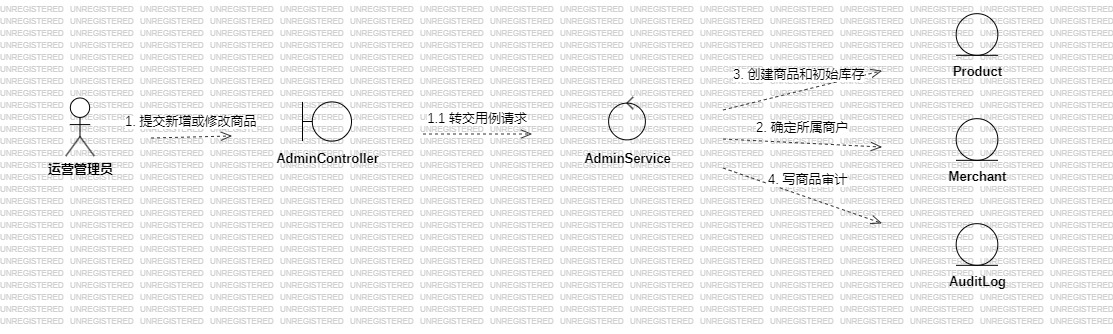 3. 创建商品和初始库存
Product
1. 提交新增或修改商品
1.1 转交用例请求
2. 确定所属商户
运营管理员
AdminController
AdminService
Merchant
4. 写商品审计
AuditLog
UNREGISTERED